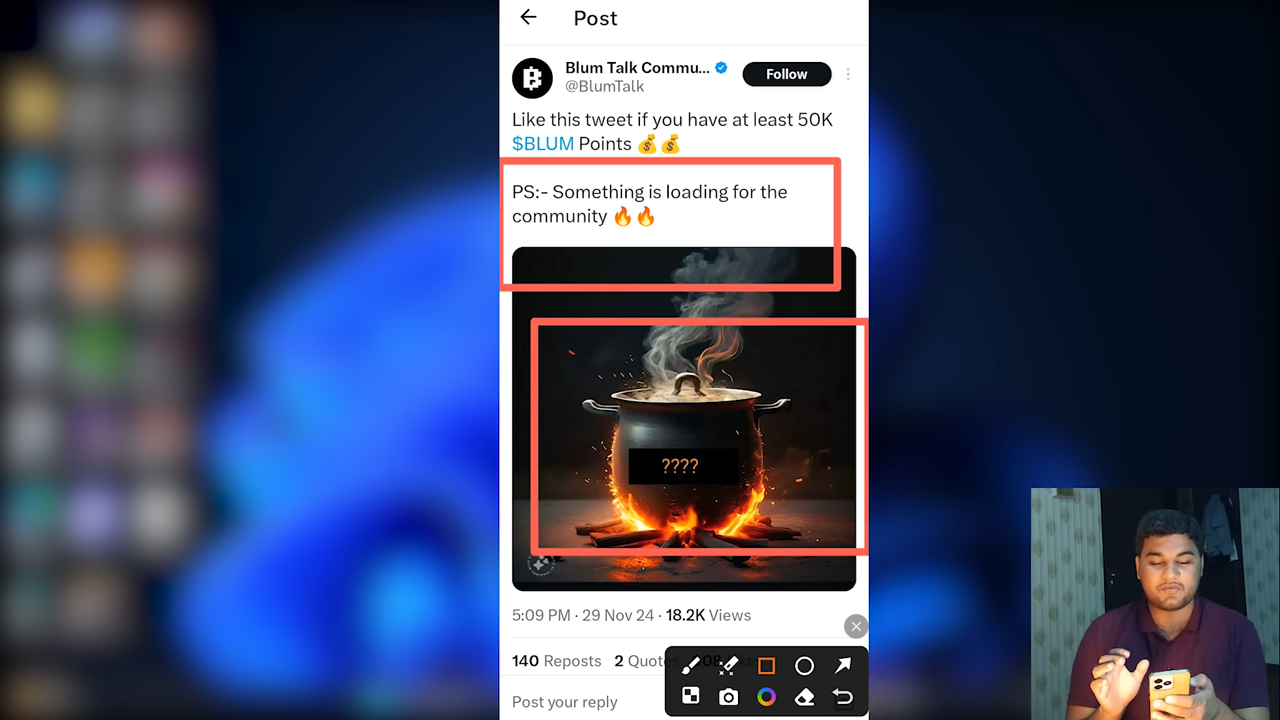 Post
Blum Talk Commu...
@BlumTalk
Follow
Like this tweet if you have at least 50K
$BLUM Points 💰💰
PS:- Something is loading for the
community 🔥🔥
????
5:09 PM · 29 Nov 24 · 18.2K Views
140 Reposts 2 Quot
Post your reply